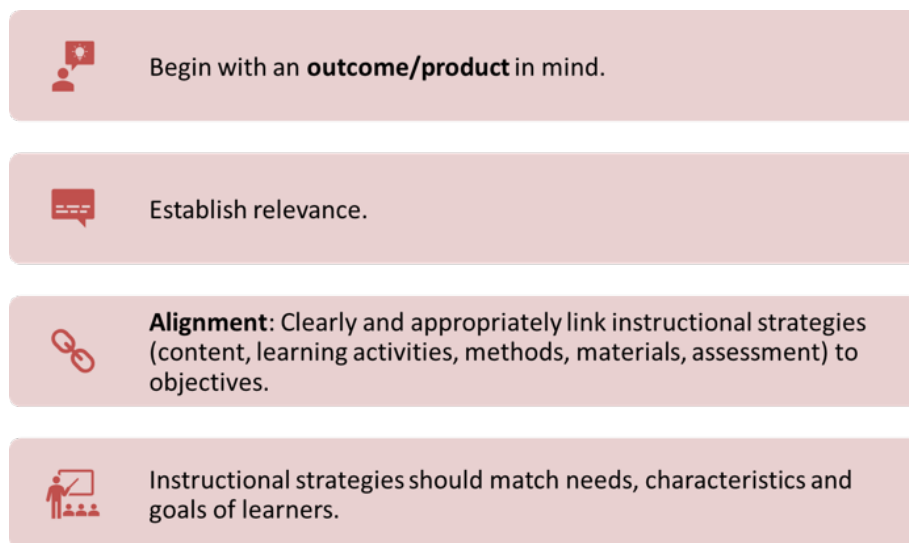 Begin with an outcome/product in mind.
Establish relevance.
Alignment: Clearly and appropriately link instructional strategies
(content, learning activities, methods, materials, assessment) to
objectives.
Instructional strategies should match needs, characteristics and
goals of learners.